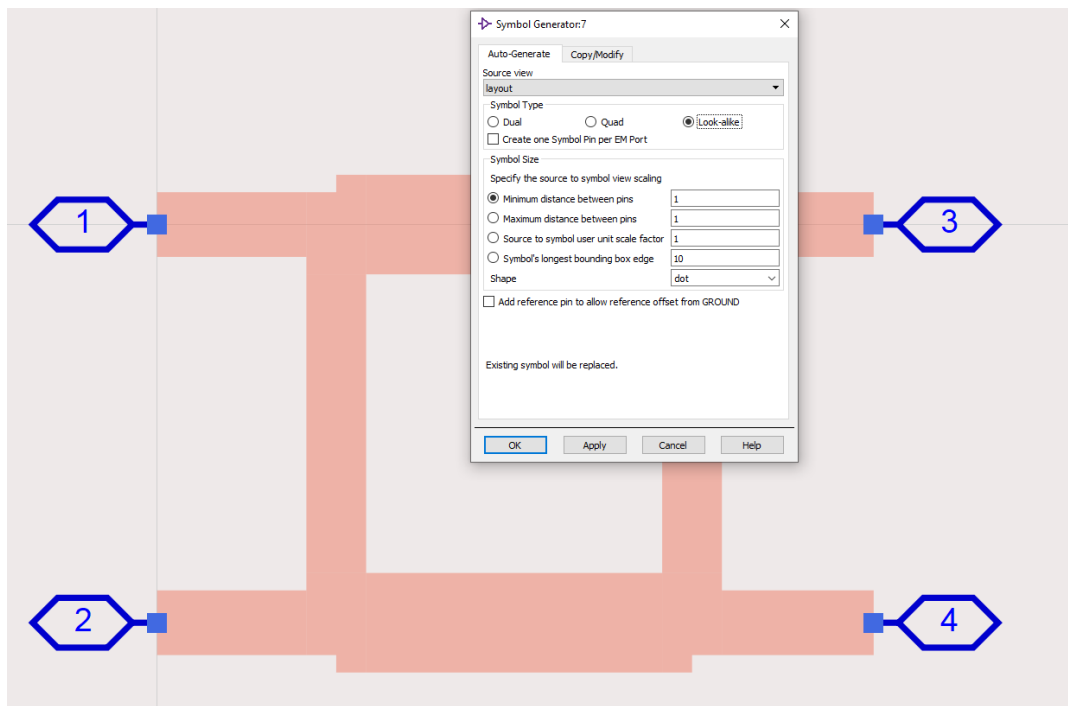 Symbol Generator:7
Auto-Generate Copy/Modify
Source view
layout
Symbol Type
Dual Quad Look-alike
Create one Symbol Pin per EM Port
Symbol Size
Specify the source to symbol view scaling
Minimum distance between pins 1
Maximum distance between pins 1
Source to symbol user unit scale factor 1
Symbol's longest bounding box edge 10
Shape dot
Add reference pin to allow reference offset from GROUND
Existing symbol will be replaced.
OK Apply Cancel Help
1 3
2 4